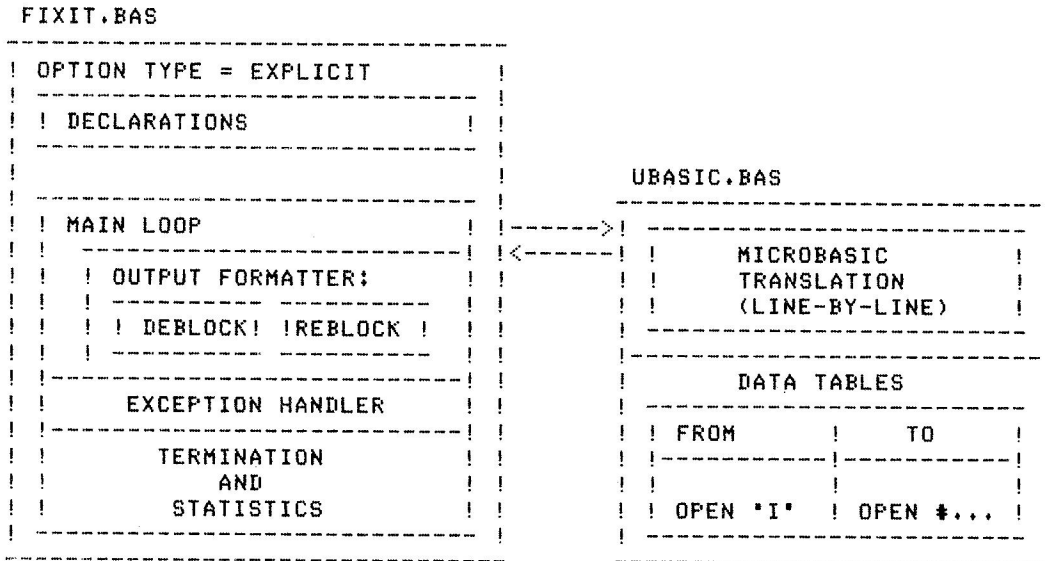 FIXIT.BAS
OPTION TYPE = EXPLICIT
DECLARATIONS
MAIN LOOP
OUTPUT FORMATTER:
DEBLOCK! !REBLOCK !
EXCEPTION HANDLER
TERMINATION
AND
STATISTICS
UBASIC.BAS
MICROBASIC
TRANSLATION
(LINE-BY-LINE)
DATA TABLES
FROM ! TO
OPEN "I" ! OPEN #...